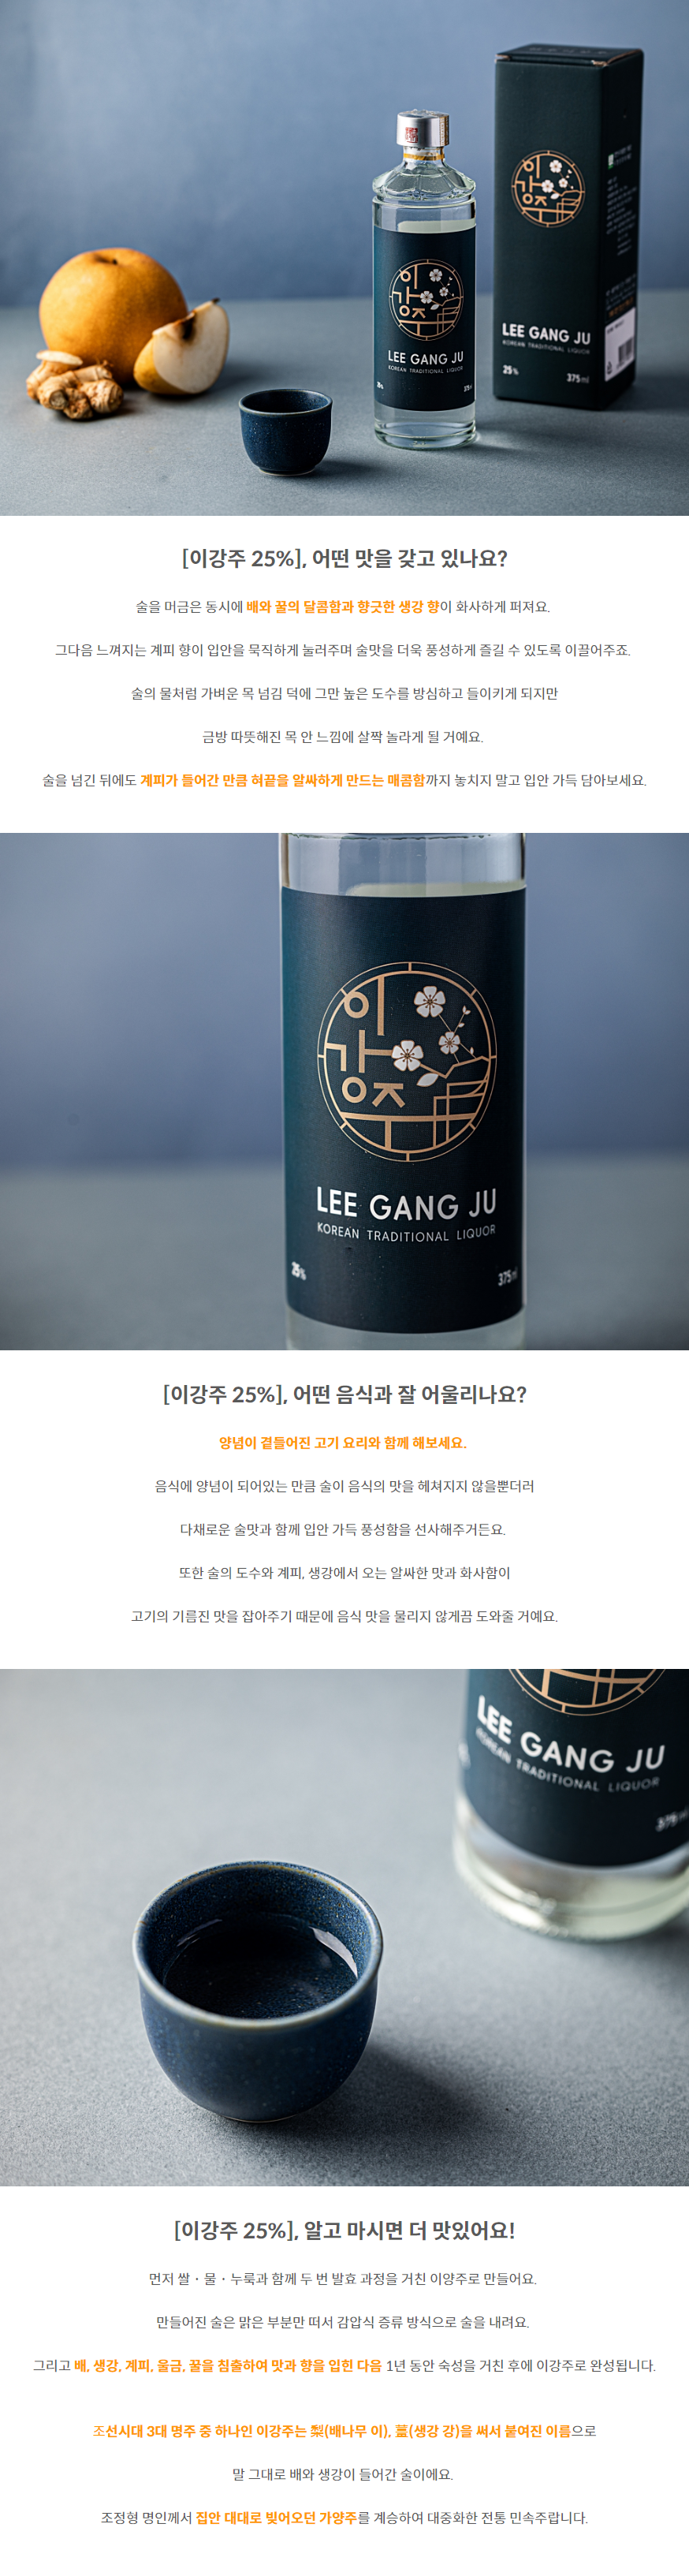 이강주
LEE GANG JU
KOREAN TRADITIONAL LIQUOR
25%
375ml
이강주
LEE GANG JU
KOREAN TRADITIONAL LIQUOR
25%
375ml
[이강주 25%], 어떤 맛을 갖고 있나요?
술을 머금은 동시에 배와 꿀의 달콤함과 향긋한 생강 향이 화사하게 퍼져요.
그다음 느껴지는 계피 향이 입안을 묵직하게 눌러주며 술맛을 더욱 풍성하게 즐길 수 있도록 이끌어주죠.
술의 물처럼 가벼운 목 넘김 덕에 그만 높은 도수를 방심하고 들이키게 되지만
금방 따뜻해진 목 안 느낌에 살짝 놀라게 될 거예요.
술을 넘긴 뒤에도 계피가 들어간 만큼 혀끝을 알싸하게 만드는 매콤함까지 놓치지 말고 입안 가득 담아보세요.
이강주
LEE GANG JU
KOREAN TRADITIONAL LIQUOR
25%
375ml
[이강주 25%], 어떤 음식과 잘 어울리나요?
양념이 곁들어진 고기 요리와 함께 해보세요.
음식에 양념이 되어있는 만큼 술이 음식의 맛을 헤쳐지지 않을뿐더러
다채로운 술맛과 함께 입안 가득 풍성함을 선사해주거든요.
또한 술의 도수와 계피, 생강에서 오는 알싸한 맛과 화사함이
고기의 기름진 맛을 잡아주기 때문에 음식 맛을 물리지 않게끔 도와줄 거예요.
LEE GANG JU
KOREAN TRADITIONAL LIQUOR
[이강주 25%], 알고 마시면 더 맛있어요!
먼저 쌀・물・누룩과 함께 두 번 발효 과정을 거친 이양주로 만들어요.
만들어진 술은 맑은 부분만 떠서 감압식 증류 방식으로 술을 내려요.
그리고 배, 생강, 계피, 울금, 꿀을 침출하여 맛과 향을 입힌 다음 1년 동안 숙성을 거친 후에 이강주로 완성됩니다.
조선시대 3대 명주 중 하나인 이강주는 梨(배나무 이), 薑(생강 강)을 써서 붙여진 이름으로
말 그대로 배와 생강이 들어간 술이에요.
조정형 명인께서 집안 대대로 빚어오던 가양주를 계승하여 대중화한 전통 민속주랍니다.